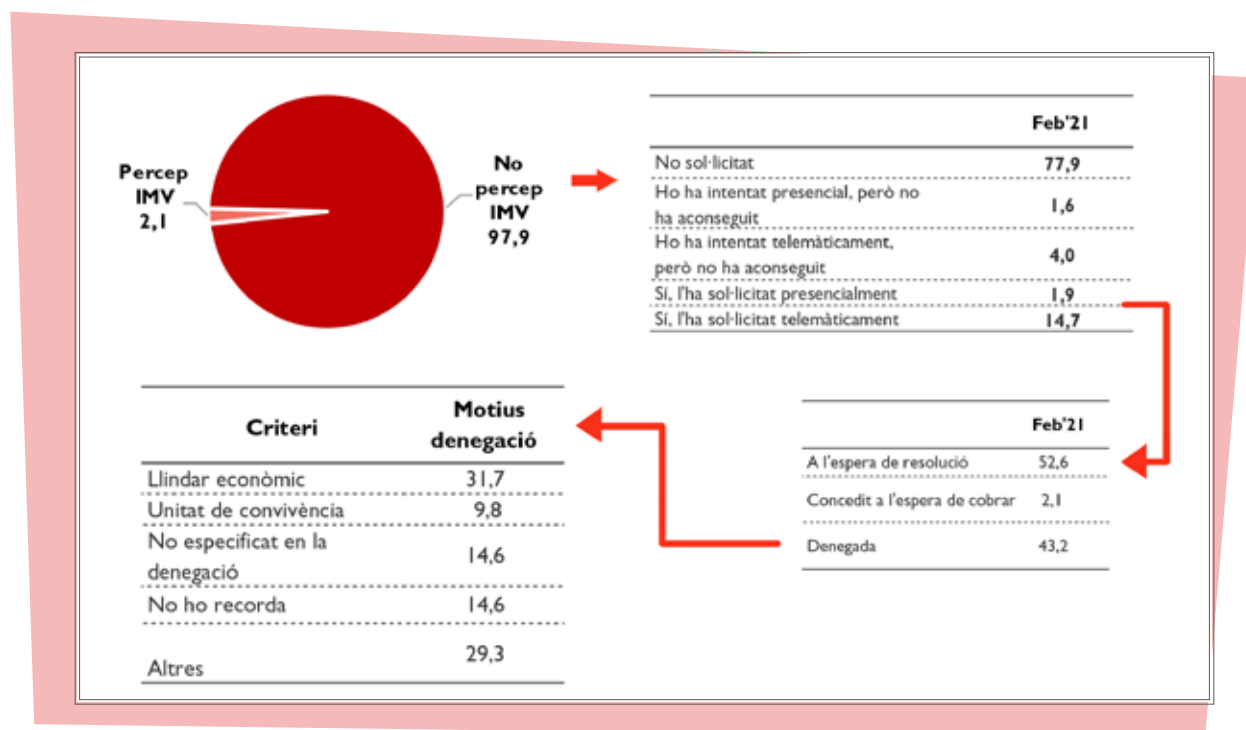 Percep
IMV
2,1
No
percep
IMV
97,9
Feb'21
No sol·licitat 77,9
Ho ha intentat presencial, però no
ha aconseguit 1,6
Ho ha intentat telemàticament,
però no ha aconseguit 4,0
Sí, l'ha sol·licitat presencialment 1,9
Sí, l'ha sol·licitat telemàticament 14,7
Feb'21
A l'espera de resolució 52,6
Concedit a l'espera de cobrar 2,1
Denegada 43,2
Criteri Motius
denegació
Llindar econòmic 31,7
Unitat de convivència 9,8
No especificat en la
denegació 14,6
No ho recorda 14,6
Altres 29,3